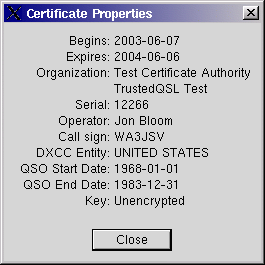 Certificate Properties
Begins: 2003-06-07
Expires: 2004-06-06
Organization: Test Certificate Authority
TrustedQSL Test
Serial: 12266
Operator: Jon Bloom
Call sign: WA3JSV
DXCC Entity: UNITED STATES
QSO Start Date: 1968-01-01
QSO End Date: 1983-12-31
Key: Unencrypted
Close